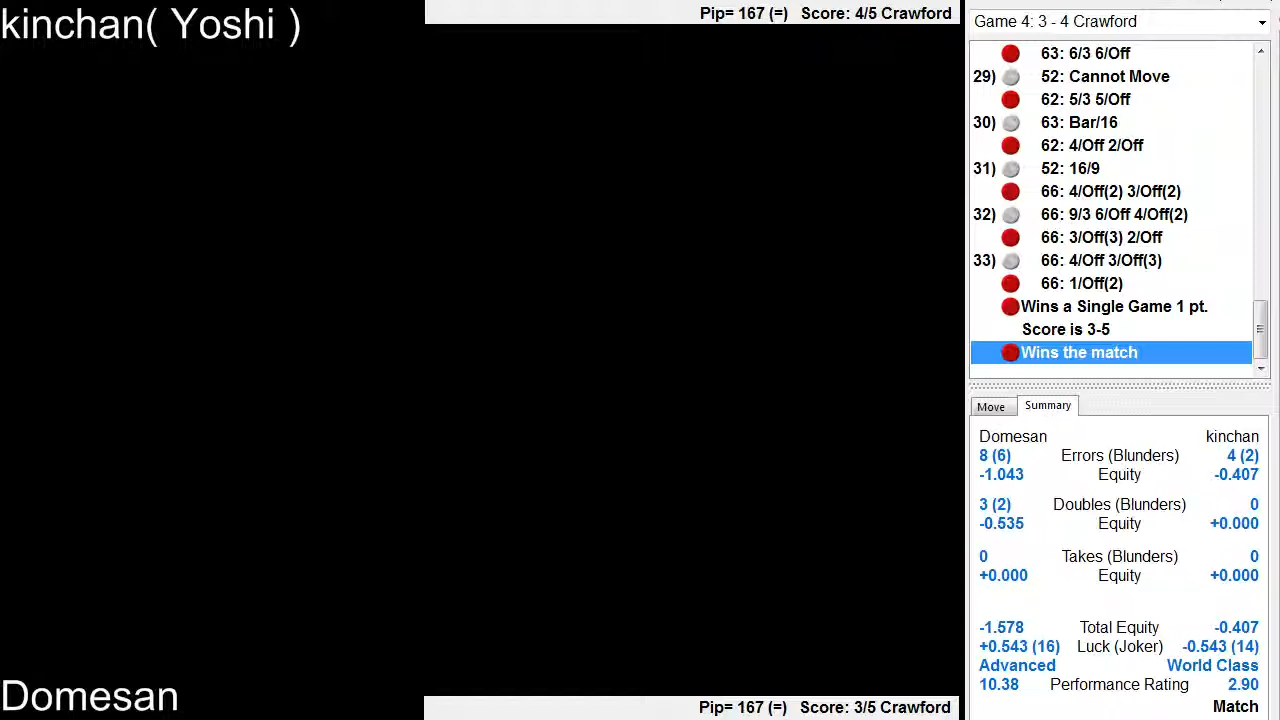 kinchan( Yoshi )
Pip= 167 (=) Score: 4/5 Crawford
Game 4: 3 - 4 Crawford
63: 6/3 6/Off
29) 52: Cannot Move
62: 5/3 5/Off
30) 63: Bar/16
62: 4/Off 2/Off
31) 52: 16/9
66: 4/Off(2) 3/Off(2)
32) 66: 9/3 6/Off 4/Off(2)
66: 3/Off(3) 2/Off
33) 66: 4/Off 3/Off(3)
66: 1/Off(2)
Wins a Single Game 1 pt.
Score is 3-5
Wins the match
Move Summary
Domesan kinchan
8 (6) Errors (Blunders) 4 (2)
-1.043 Equity -0.407
3 (2) Doubles (Blunders) 0
-0.535 Equity +0.000
0 Takes (Blunders) 0
+0.000 Equity +0.000
-1.578 Total Equity -0.407
+0.543 (16) Luck (Joker) -0.543 (14)
Advanced World Class
10.38 Performance Rating 2.90
Match
Domesan
Pip= 167 (=) Score: 3/5 Crawford